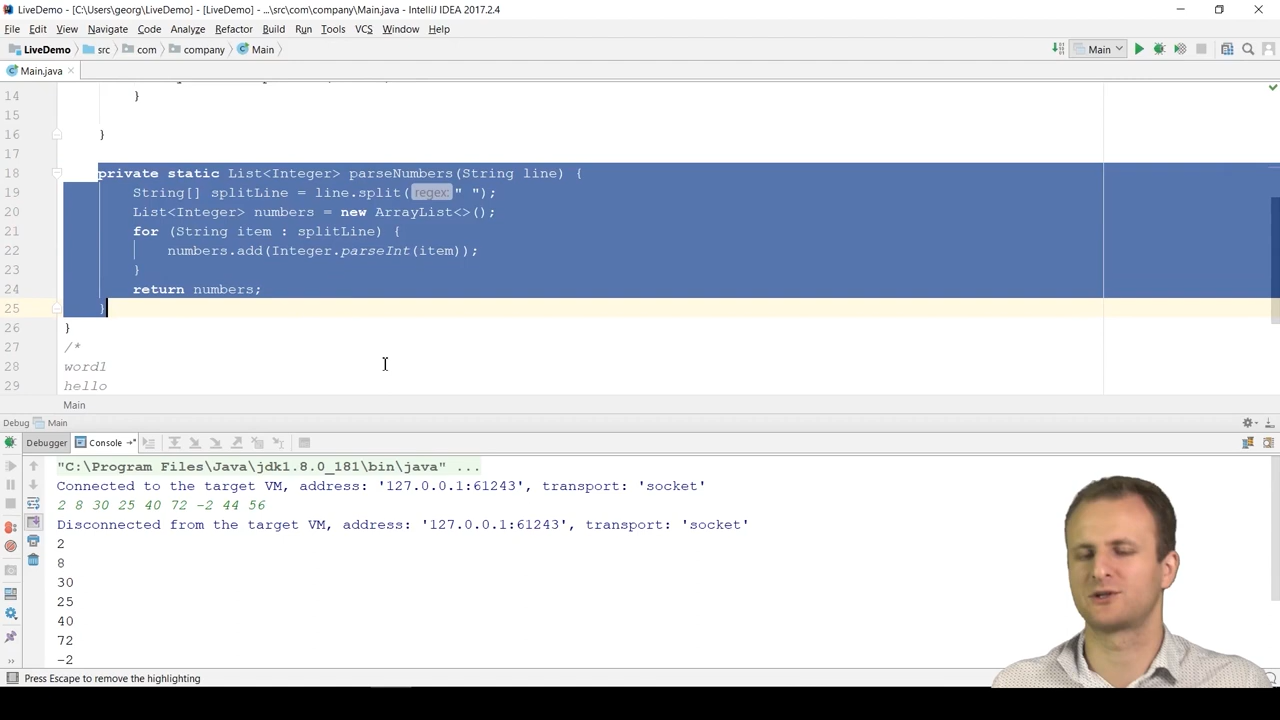 LiveDemo - [C:\Users\georg\LiveDemo] - [LiveDemo] - ...\src\com\company\Main.java - IntelliJ IDEA 2017.2.4
File Edit View Navigate Code Analyze Refactor Build Run Tools VCS Window Help
LiveDemo src com company Main Main
Main.java
14 }
15
16 }
17
18 private static List<Integer> parseNumbers(String line) {
19 String[] splitLine = line.split( regex: " ");
20 List<Integer> numbers = new ArrayList<>();
21 for (String item : splitLine) {
22 numbers.add(Integer.parseInt(item));
23 }
24 return numbers;
25 }
26 }
27 /*
28 word1
29 hello
Main
Debug Main
Debugger Console
"C:\Program Files\Java\jdk1.8.0_181\bin\java" ...
Connected to the target VM, address: '127.0.0.1:61243', transport: 'socket'
2 8 30 25 40 72 -2 44 56
Disconnected from the target VM, address: '127.0.0.1:61243', transport: 'socket'
2
8
30
25
40
72
-2
Press Escape to remove the highlighting